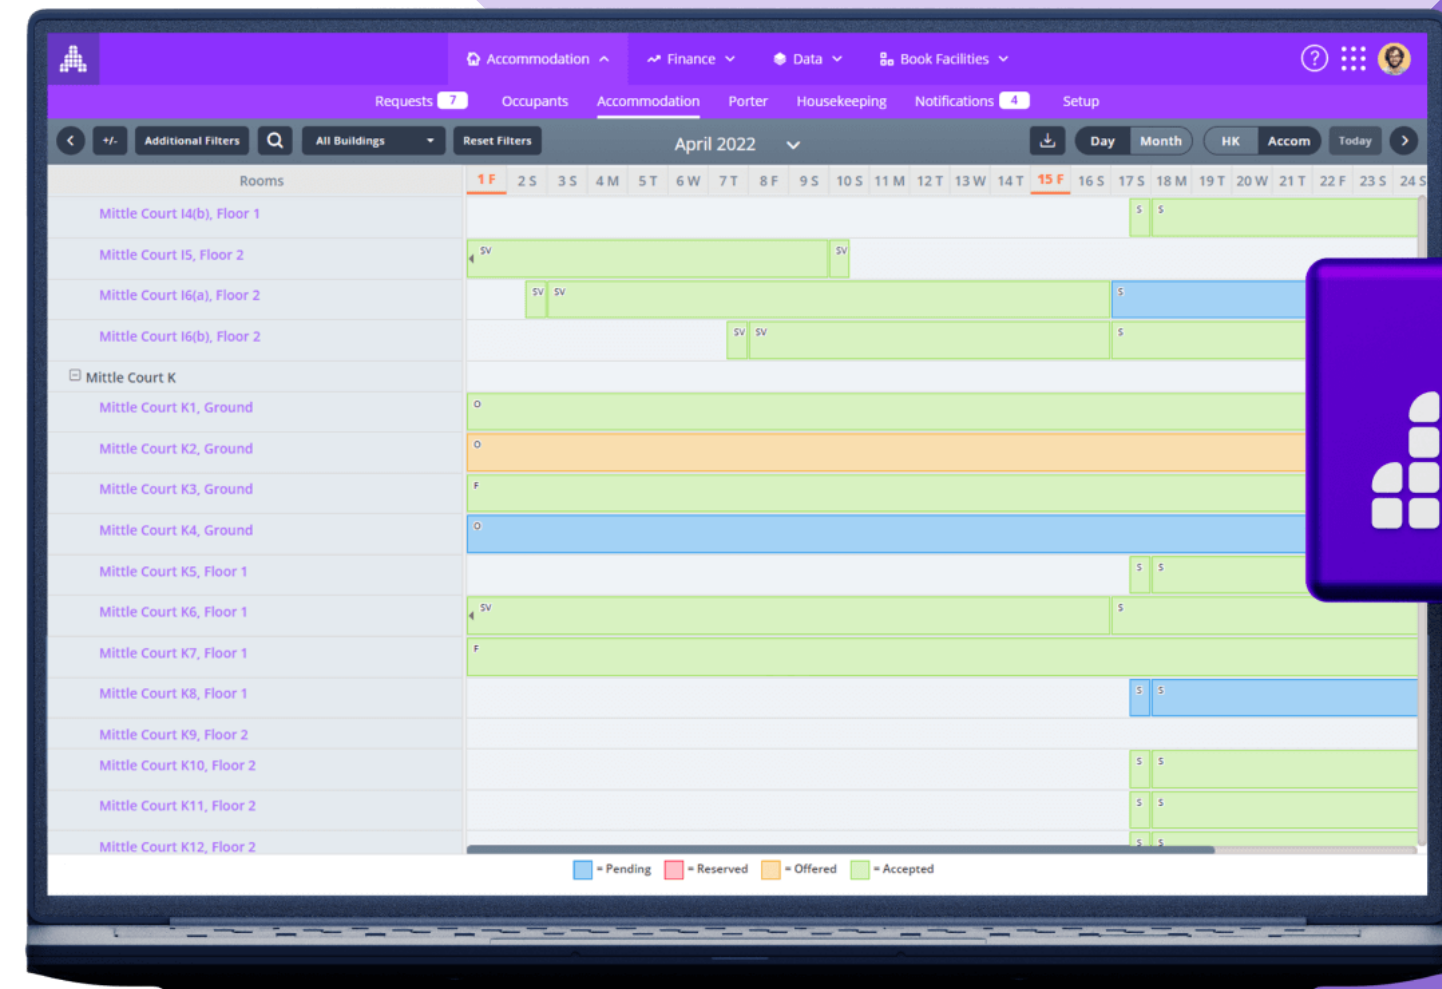 Accommodation Finance Data Book Facilities ?
Requests 7 Occupants Accommodation Porter Housekeeping Notifications 4 Setup
+/- Additional Filters All Buildings Reset Filters April 2022 Day Month HK Accom Today
Rooms 1 F 2 S 3 S 4 M 5 T 6 W 7 T 8 F 9 S 10 S 11 M 12 T 13 W 14 T 15 F 16 S 17 S 18 M 19 T 20 W 21 T 22 F 23 S 24 S
Mittle Court I4(b), Floor 1 S S
Mittle Court I5, Floor 2 SV SV
Mittle Court I6(a), Floor 2 SV SV S
Mittle Court I6(b), Floor 2 SV SV S
Mittle Court K
Mittle Court K1, Ground O
Mittle Court K2, Ground O
Mittle Court K3, Ground F
Mittle Court K4, Ground O
Mittle Court K5, Floor 1 S S
Mittle Court K6, Floor 1 SV S
Mittle Court K7, Floor 1 F
Mittle Court K8, Floor 1 S S
Mittle Court K9, Floor 2
Mittle Court K10, Floor 2 S S
Mittle Court K11, Floor 2 S S
Mittle Court K12, Floor 2 S S
= Pending = Reserved = Offered = Accepted